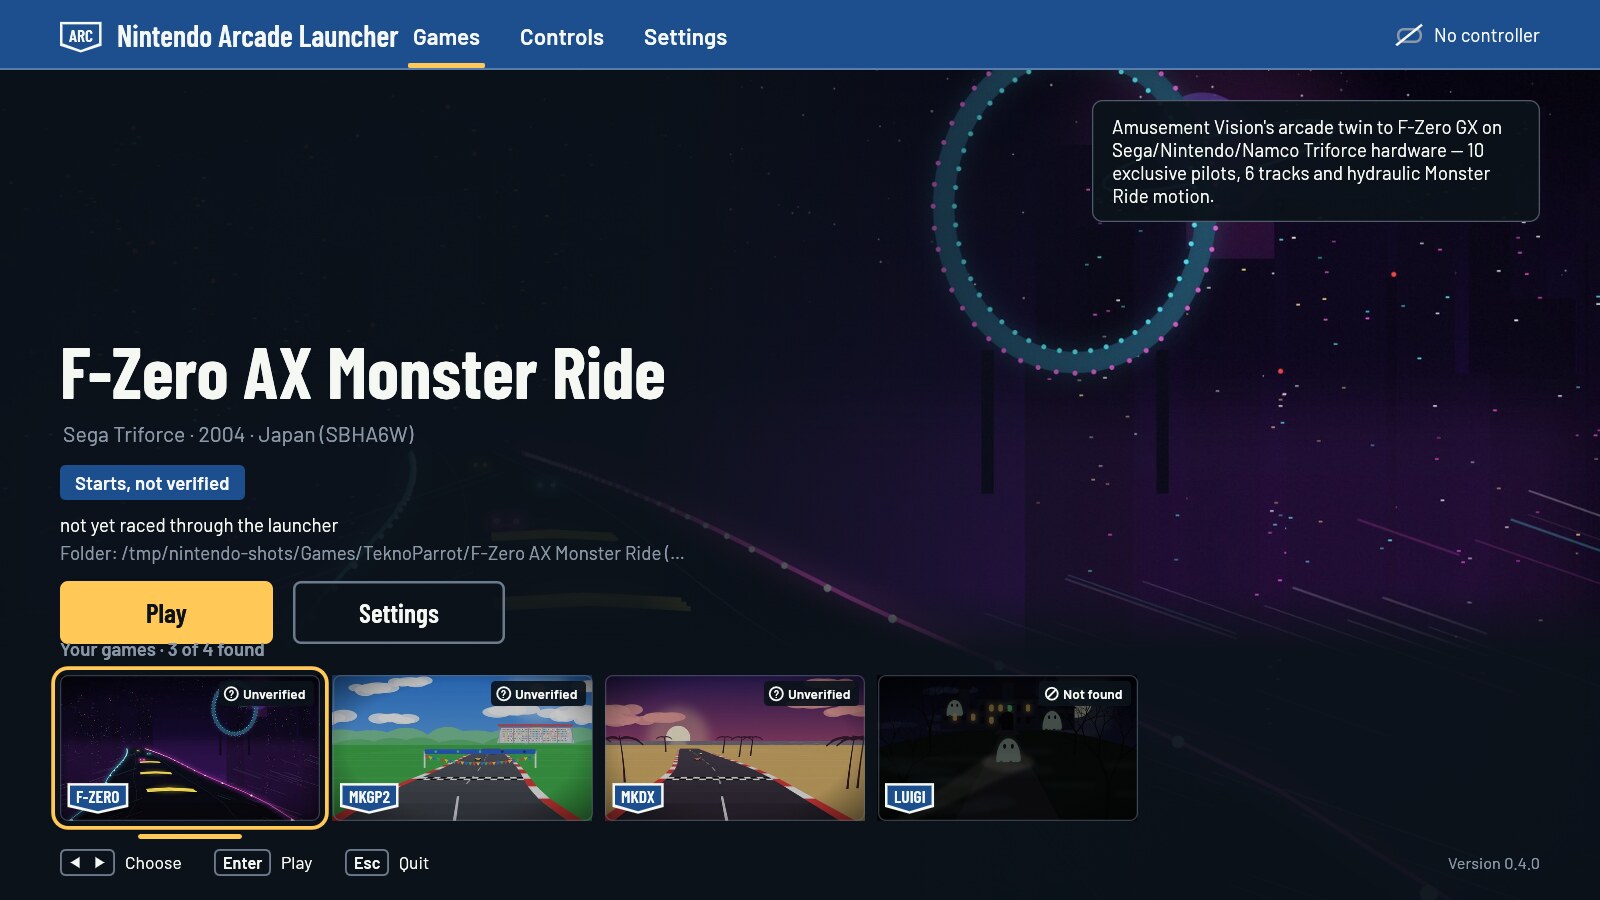 ARC
Nintendo Arcade Launcher
Games
Controls
Settings
No controller
Amusement Vision's arcade twin to F-Zero GX on
Sega/Nintendo/Namco Triforce hardware — 10
exclusive pilots, 6 tracks and hydraulic Monster
Ride motion.
F-Zero AX Monster Ride
Sega Triforce · 2004 · Japan (SBHA6W)
Starts, not verified
not yet raced through the launcher
Folder: /tmp/nintendo-shots/Games/TeknoParrot/F-Zero AX Monster Ride (...
Play
Settings
Your games · 3 of 4 found
Unverified
Unverified
Unverified
Not found
F-ZERO
MKGP2
MKDX
LUIGI
Choose
Enter
Play
Esc
Quit
Version 0.4.0